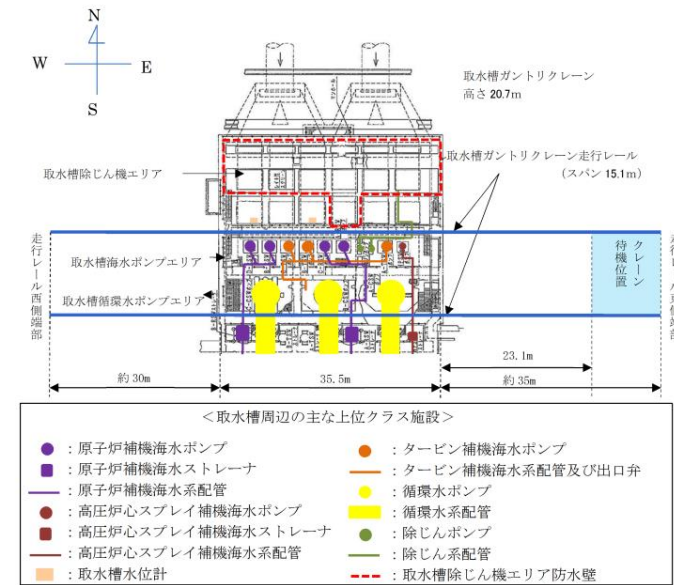 N
W
E
S
取水槽ガントリクレーン
高さ 20.7m
取水槽除じん機エリア
取水槽ガントリクレーン走行レール
（スパン 15.1m）
走行レール西側端部
取水槽海水ポンプエリア
取水槽循環水ポンプエリア
クレーン
待機位置
23.1m
約30m
35.5m
約35m
＜取水槽周辺の主な上位クラス施設＞
：原子炉補機海水ポンプ
：原子炉補機海水ストレーナ
：原子炉補機海水系配管
：高圧炉心スプレイ補機海水ポンプ
：高圧炉心スプレイ補機海水ストレーナ
：高圧炉心スプレイ補機海水系配管
：取水槽水位計
：タービン補機海水ポンプ
：タービン補機海水系配管及び出口弁
：循環水ポンプ
：循環水系配管
：除じんポンプ
：除じん系配管
：取水槽除じん機エリア防水壁